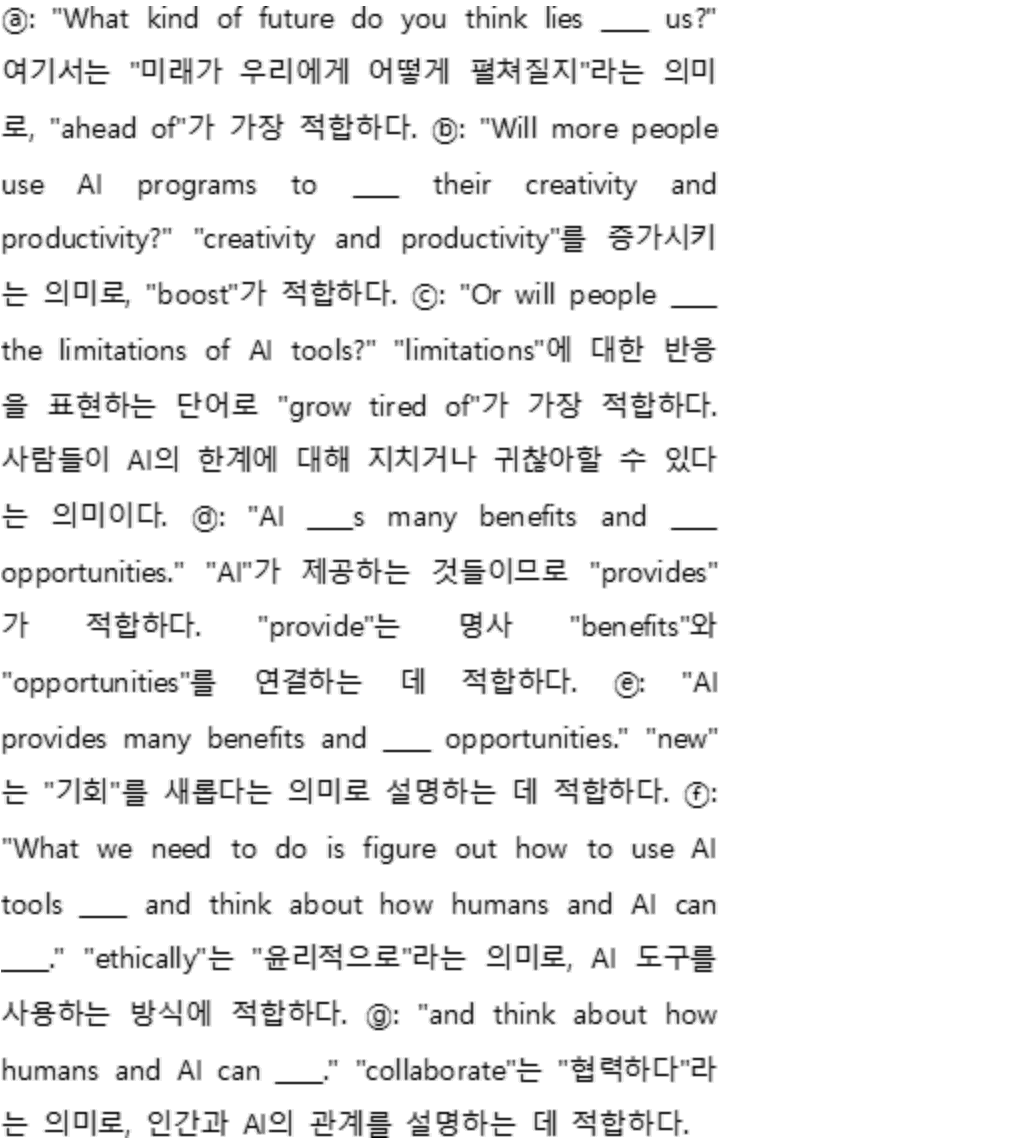 ⓐ: "What kind of future do you think lies ___ us?"
여기서는 "미래가 우리에게 어떻게 펼쳐질지"라는 의미
로, "ahead of"가 가장 적합하다. ⓑ: "Will more people
use AI programs to ___ their creativity and
productivity?" "creativity and productivity"를 증가시키
는 의미로, "boost"가 적합하다. ⓒ: "Or will people ___
the limitations of AI tools?" "limitations"에 대한 반응
을 표현하는 단어로 "grow tired of"가 가장 적합하다.
사람들이 AI의 한계에 대해 지치거나 귀찮아할 수 있다
는 의미이다. ⓓ: "AI ___s many benefits and ___
opportunities." "AI"가 제공하는 것들이므로 "provides"
가 적합하다. "provide"는 명사 "benefits"와
"opportunities"를 연결하는 데 적합하다. ⓔ: "AI
provides many benefits and ___ opportunities." "new"
는 "기회"를 새롭다는 의미로 설명하는 데 적합하다. ⓕ:
"What we need to do is figure out how to use AI
tools ___ and think about how humans and AI can
___." "ethically"는 "윤리적으로"라는 의미로, AI 도구를
사용하는 방식에 적합하다. ⓖ: "and think about how
humans and AI can ___." "collaborate"는 "협력하다"라
는 의미로, 인간과 AI의 관계를 설명하는 데 적합하다.